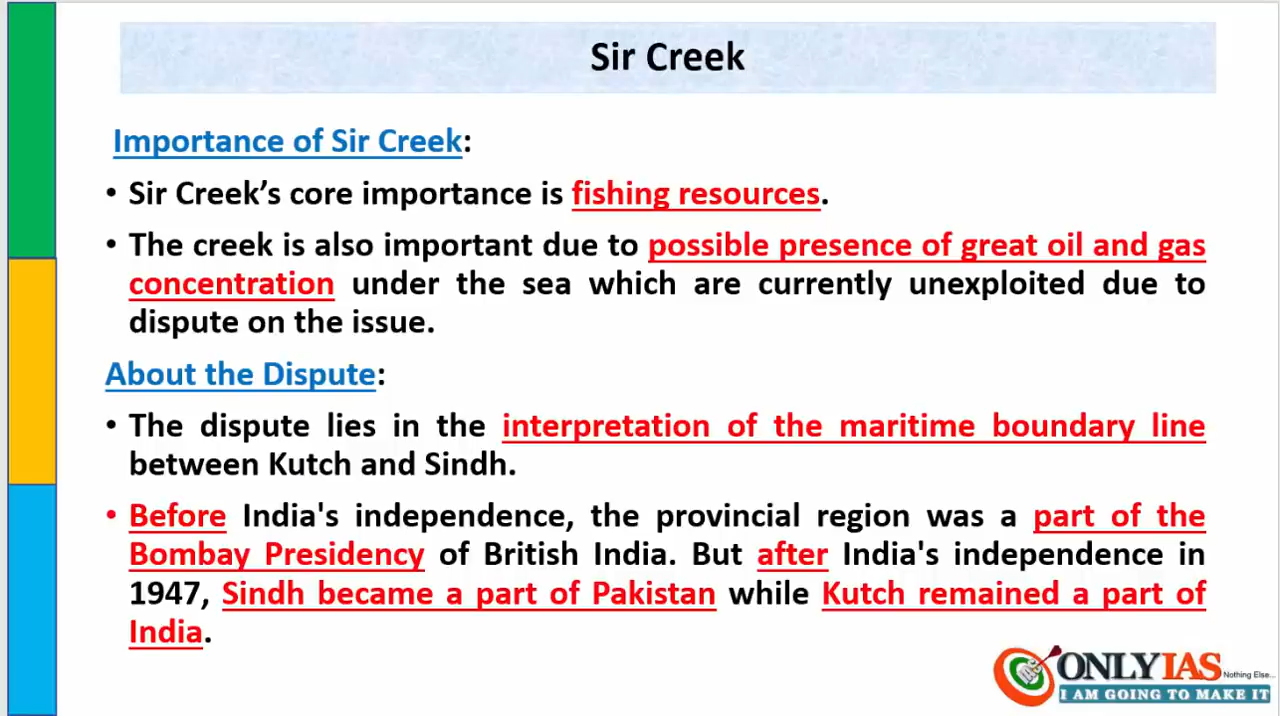 Sir Creek
Importance of Sir Creek:
• Sir Creek’s core importance is fishing resources.
• The creek is also important due to possible presence of great oil and gas
concentration under the sea which are currently unexploited due to
dispute on the issue.
About the Dispute:
• The dispute lies in the interpretation of the maritime boundary line
between Kutch and Sindh.
• Before India's independence, the provincial region was a part of the
Bombay Presidency of British India. But after India's independence in
1947, Sindh became a part of Pakistan while Kutch remained a part of
India.
ONLYIAS
Nothing Else...
I AM GOING TO MAKE IT